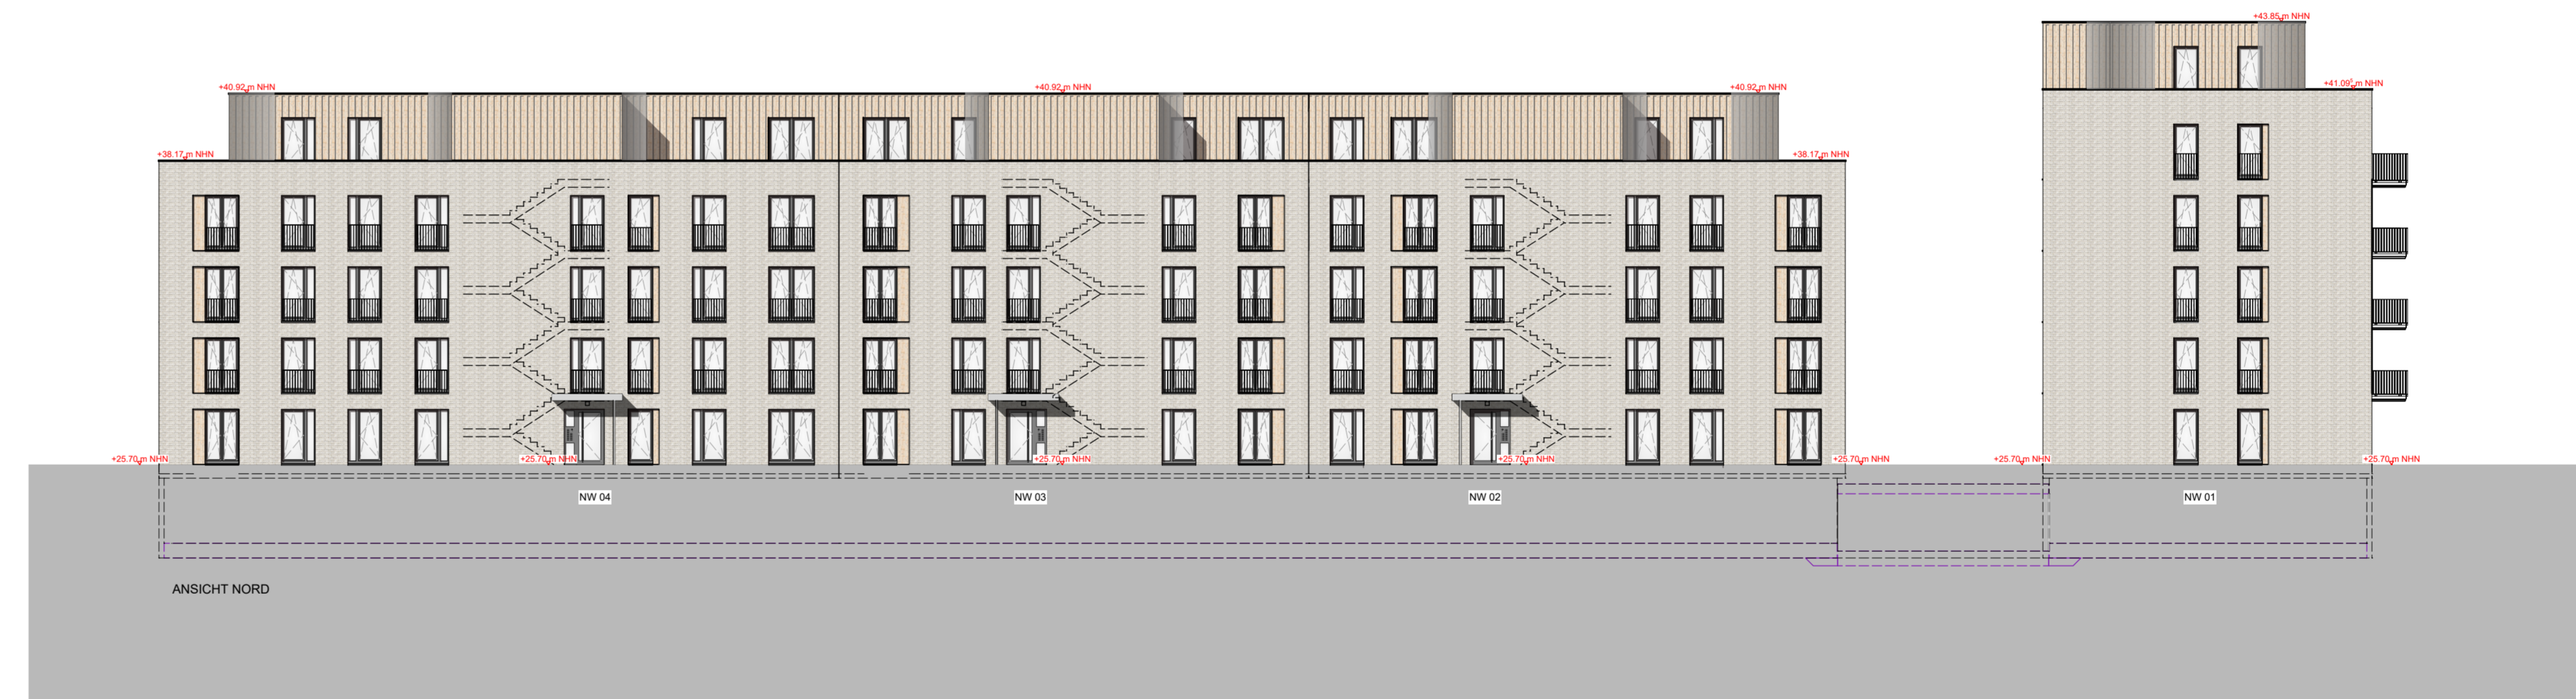 +43.85 m NHN
+41.09⁵ m NHN
+40.92 m NHN
+40.92 m NHN
+40.92 m NHN
+38.17 m NHN
+38.17 m NHN
+25.70 m NHN
+25.70 m NHN
+25.70 m NHN
+25.70 m NHN
+25.70 m NHN
+25.70 m NHN
+25.70 m NHN
NW 04
NW 03
NW 02
NW 01
ANSICHT NORD